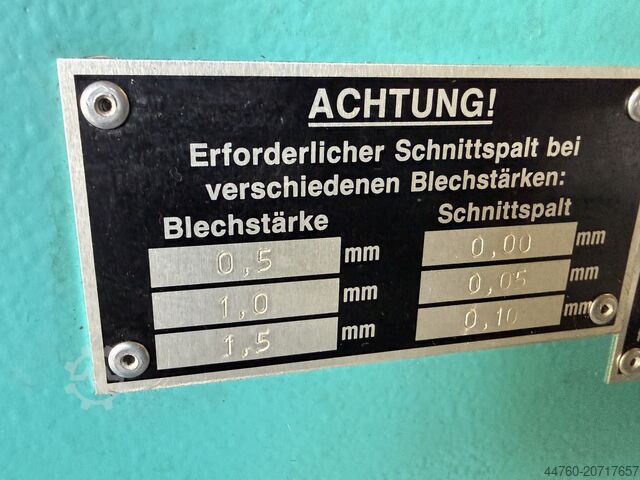 ACHTUNG!
Erforderlicher Schnittspalt bei
verschiedenen Blechstärken:
Blechstärke Schnittspalt
0,5 mm 0,00 mm
1,0 mm 0,05 mm
1,5 mm 0,10 mm
44760-20717657